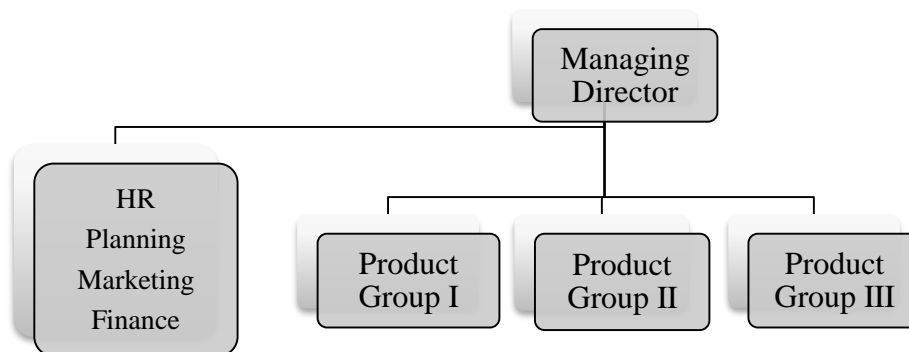 Managing
Director
HR
Planning
Marketing
Finance
Product
Group I
Product
Group II
Product
Group III